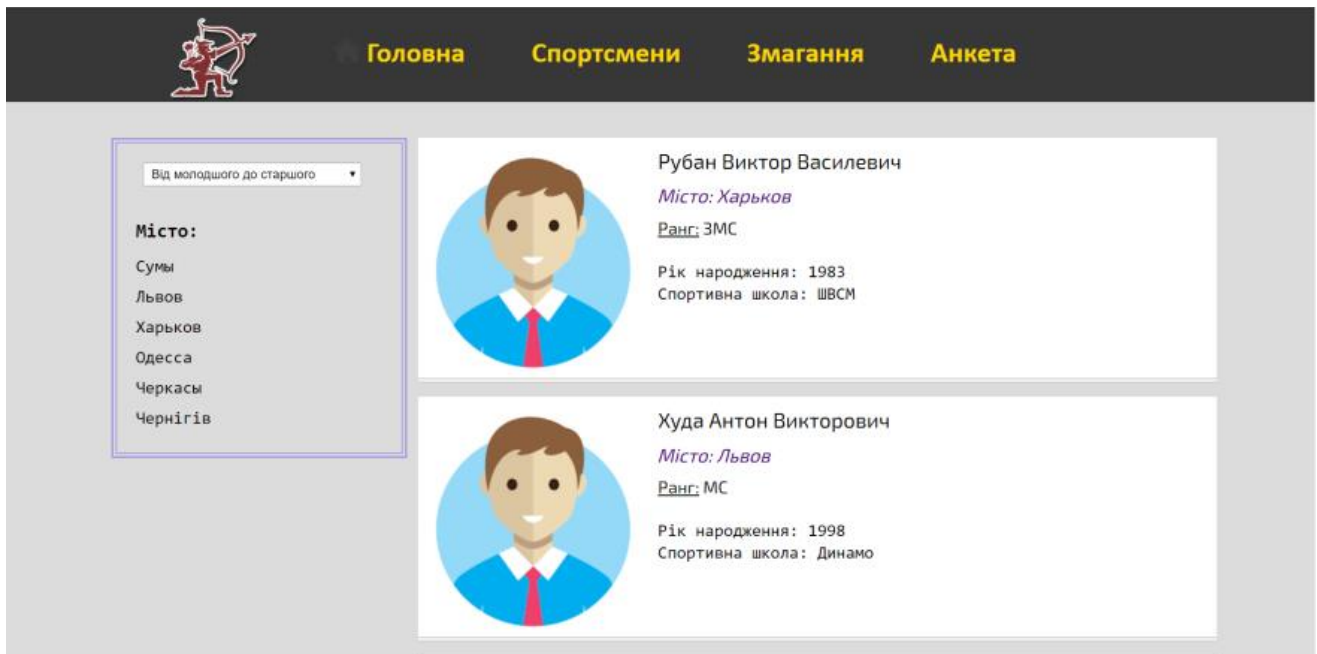 Головна Спортсмени Змагання Анкета
Від молодшого до старшого
Місто:
Сумы
Львов
Харьков
Одесса
Черкасы
Чернігів
Рубан Виктор Василевич
Місто: Харьков
Ранг: ЗМС
Рік народження: 1983
Спортивна школа: ШВСМ
Худа Антон Викторович
Місто: Львов
Ранг: МС
Рік народження: 1998
Спортивна школа: Динамо